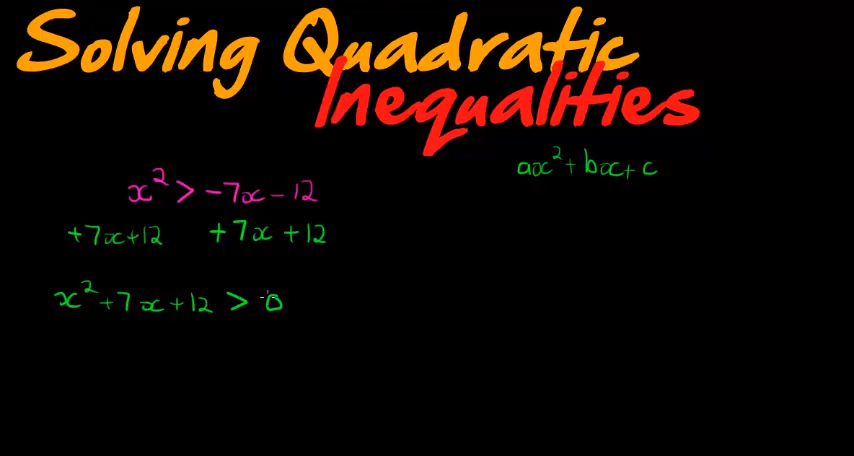 Solving Quadratic
Inequalities
ax² + bx + c
x² > -7x - 12
+7x+12 +7x +12
x² + 7x + 12 > 0